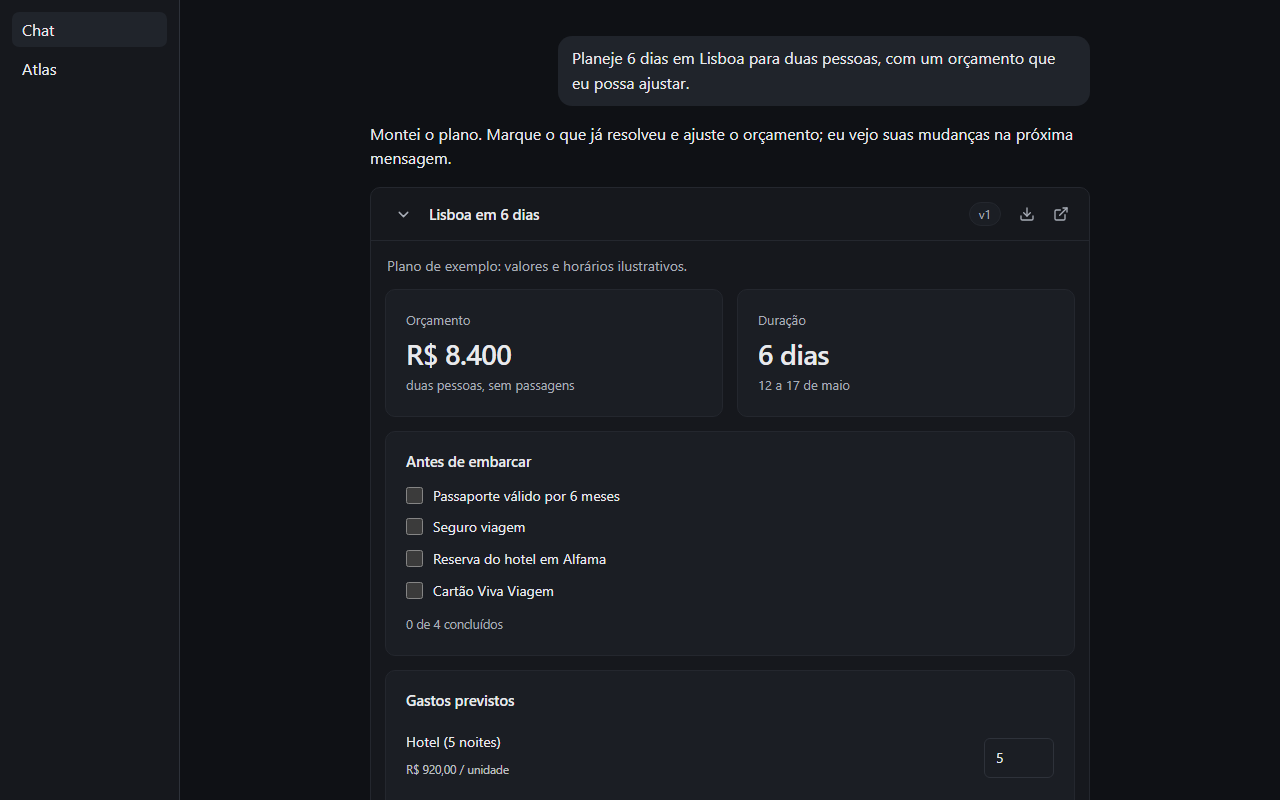 Chat
Atlas
Planeje 6 dias em Lisboa para duas pessoas, com um orçamento que
eu possa ajustar.
Montei o plano. Marque o que já resolveu e ajuste o orçamento; eu vejo suas mudanças na próxima
mensagem.
Lisboa em 6 dias
v1
Plano de exemplo: valores e horários ilustrativos.
Orçamento
R$ 8.400
duas pessoas, sem passagens
Duração
6 dias
12 a 17 de maio
Antes de embarcar
Passaporte válido por 6 meses
Seguro viagem
Reserva do hotel em Alfama
Cartão Viva Viagem
0 de 4 concluídos
Gastos previstos
Hotel (5 noites)
R$ 920,00 / unidade
5